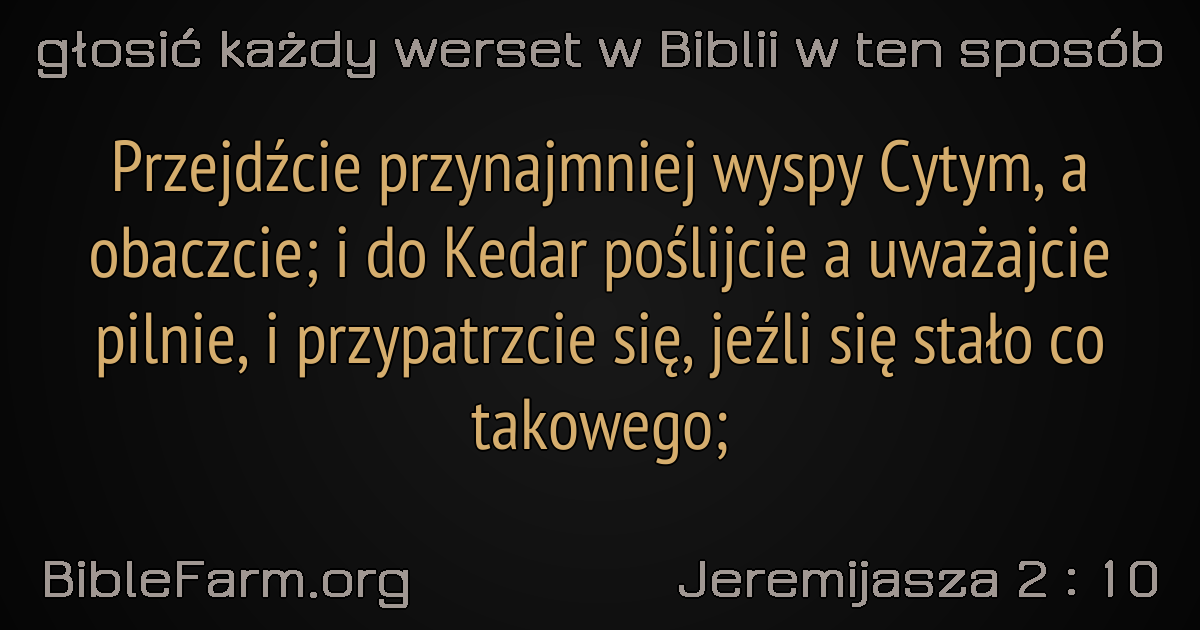 głosić każdy werset w Biblii w ten sposób
Przejdźcie przynajmniej wyspy Cytym, a
obaczcie; i do Kedar poślijcie a uważajcie
pilnie, i przypatrzcie się, jeźli się stało co
takowego;
BibleFarm.org
Jeremijasza 2 : 10